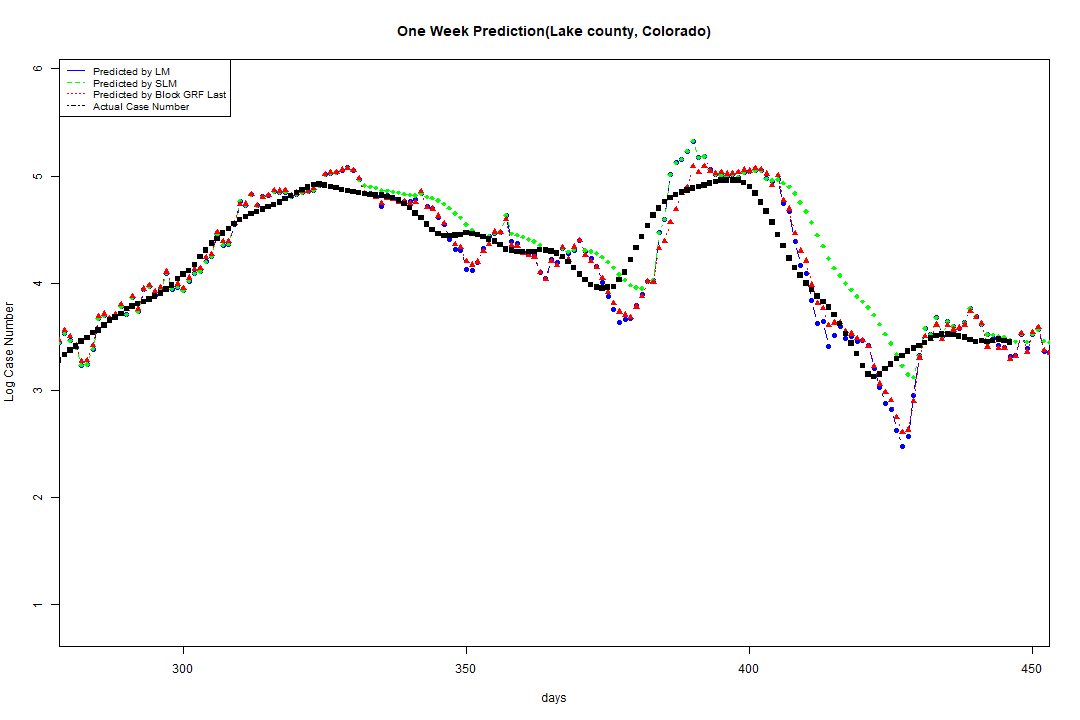 One Week Prediction(Lake county, Colorado)
Predicted by LM
Predicted by SLM
Predicted by Block GRF Last
Actual Case Number
Log Case Number
6
5
4
3
2
1
300 350 400 450
days